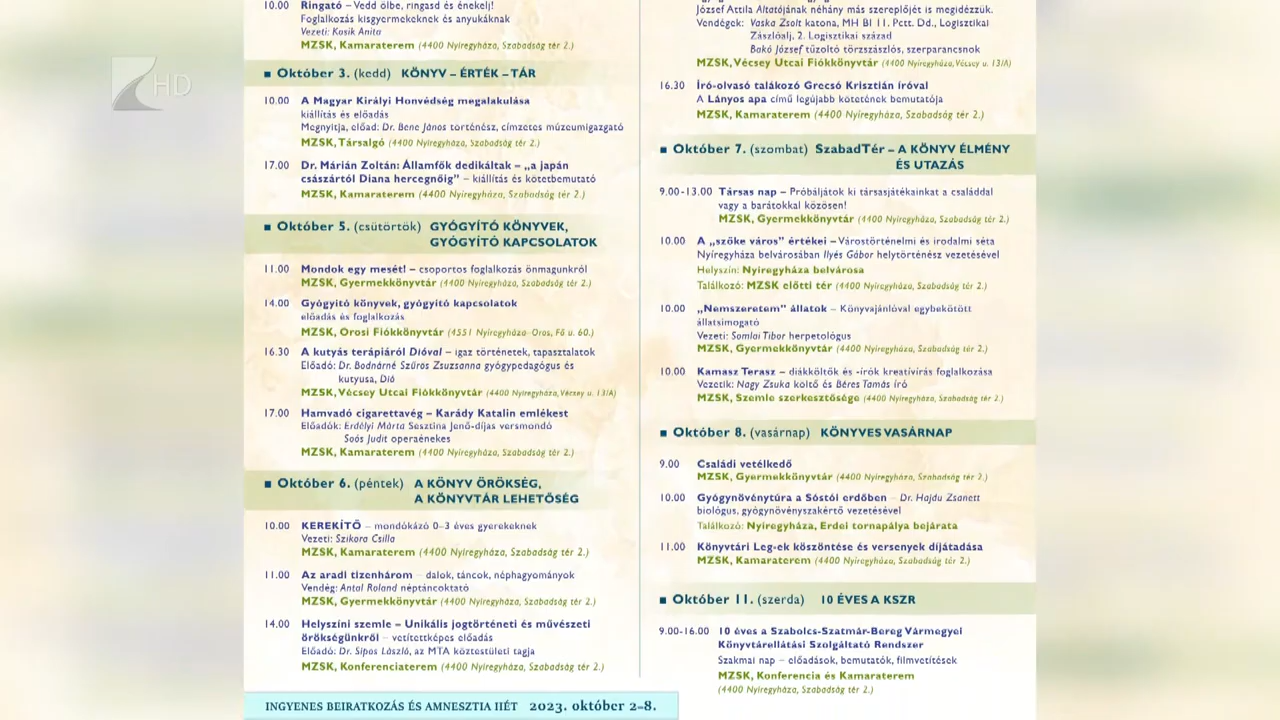 HD
10.00 Ringató – Vedd ölbe, ringasd és énekelj!
Foglalkozás kisgyermekeknek és anyukáknak
Vezeti: Kosik Anita
MZSK, Kamaraterem (4400 Nyíregyháza, Szabadság tér 2.)
■ Október 3. (kedd) KÖNYV – ÉRTÉK – TÁR
10.00 A Magyar Királyi Honvédség megalakulása
kiállítás és előadás
Megnyitja, előad: Dr. Bene János történész, címzetes múzeumigazgató
MZSK, Társalgó (4400 Nyíregyháza, Szabadság tér 2.)
17.00 Dr. Márián Zoltán: Államfők dedikáltak – „a japán
császártól Diana hercegnőig” – kiállítás és kötetbemutató
MZSK, Kamaraterem (4400 Nyíregyháza, Szabadság tér 2.)
■ Október 5. (csütörtök) GYÓGYÍTÓ KÖNYVEK,
GYÓGYÍTÓ KAPCSOLATOK
11.00 Mondok egy mesét! – csoportos foglalkozás önmagunkról
MZSK, Gyermekkönyvtár (4400 Nyíregyháza, Szabadság tér 2.)
14.00 Gyógyító könyvek, gyógyító kapcsolatok
előadás és foglalkozás
MZSK, Orosi Fiókkönyvtár (4551 Nyíregyháza-Oros, Fő u. 60.)
16.30 A kutyás terápiáról Dióval – igaz történetek, tapasztalatok
Előadó: Dr. Bodnárné Szűros Zsuzsanna gyógypedagógus és
kutyusa, Dió
MZSK, Vécsey Utcai Fiókkönyvtár (4400 Nyíregyháza, Vécsey u. 13/A)
17.00 Hamvadó cigarettavég – Karády Katalin emlékest
Előadók: Erdélyi Márta Sesztina Jenő-díjas versmondó
Soós Judit operaénekes
MZSK, Kamaraterem (4400 Nyíregyháza, Szabadság tér 2.)
■ Október 6. (péntek) A KÖNYV ÖRÖKSÉG,
A KÖNYVTÁR LEHETŐSÉG
10.00 KEREKÍTŐ – mondókázó 0–3 éves gyerekeknek
Vezeti: Szikora Csilla
MZSK, Kamaraterem (4400 Nyíregyháza, Szabadság tér 2.)
11.00 Az aradi tizenhárom – dalok, táncok, néphagyományok
Vendég: Antal Roland néptáncoktató
MZSK, Gyermekkönyvtár (4400 Nyíregyháza, Szabadság tér 2.)
14.00 Helyszíni szemle – Unikális jogtörténeti és művészeti
örökségünkről – vetítettképes előadás
Előadó: Dr. Sipos László, az MTA köztestületi tagja
MZSK, Konferenciaterem (4400 Nyíregyháza, Szabadság tér 2.)
INGYENES BEIRATKOZÁS ÉS AMNESZTIA HÉT 2023. október 2–8.
József Attila Altatójának néhány más szereplőjét is megidézzük.
Vendégek: Vaska Zsolt katona, MH BI 11. Pctt. Dd., Logisztikai
Zászlóalj, 2. Logisztikai század
Bakó József tűzoltó törzszászlós, szerparancsnok
MZSK, Vécsey Utcai Fiókkönyvtár (4400 Nyíregyháza, Vécsey u. 13/A)
16.30 Író-olvasó találkozó Grecsó Krisztián íróval
A Lányos apa című legújabb kötetének bemutatója
MZSK, Kamaraterem (4400 Nyíregyháza, Szabadság tér 2.)
■ Október 7. (szombat) SzabadTér – A KÖNYV ÉLMÉNY
ÉS UTAZÁS
9.00-13.00 Társas nap – Próbáljátok ki társasjátékainkat a családdal
vagy a barátokkal közösen!
MZSK, Gyermekkönyvtár (4400 Nyíregyháza, Szabadság tér 2.)
10.00 A „szőke város” értékei – Várostörténelmi és irodalmi séta
Nyíregyháza belvárosában Ilyés Gábor helytörténész vezetésével
Helyszín: Nyíregyháza belvárosa
Találkozó: MZSK előtti tér (4400 Nyíregyháza, Szabadság tér 2.)
10.00 „Nemszeretem” állatok – Könyvajánlóval egybekötött
állatsimogató
Vezeti: Somlai Tibor herpetológus
MZSK, Gyermekkönyvtár (4400 Nyíregyháza, Szabadság tér 2.)
10.00 Kamasz Terasz – diákköltők és -írók kreatívírás foglalkozása
Vezetik: Nagy Zsuka költő és Béres Tamás író
MZSK, Szemle szerkesztősége (4400 Nyíregyháza, Szabadság tér 2.)
■ Október 8. (vasárnap) KÖNYVES VASÁRNAP
9.00 Családi vetélkedő
MZSK, Gyermekkönyvtár (4400 Nyíregyháza, Szabadság tér 2.)
10.00 Gyógynövénytúra a Sóstói erdőben – Dr. Hajdu Zsanett
biológus, gyógynövényszakértő vezetésével
Találkozó: Nyíregyháza, Erdei tornapálya bejárata
11.00 Könyvtári Leg-ek köszöntése és versenyek díjátadása
MZSK, Kamaraterem (4400 Nyíregyháza, Szabadság tér 2.)
■ Október 11. (szerda) 10 ÉVES A KSZR
9.00-16.00 10 éves a Szabolcs-Szatmár-Bereg Vármegyei
Könyvtárellátási Szolgáltató Rendszer
Szakmai nap – előadások, bemutatók, filmvetítések
MZSK, Konferencia és Kamaraterem
(4400 Nyíregyháza, Szabadság tér 2.)